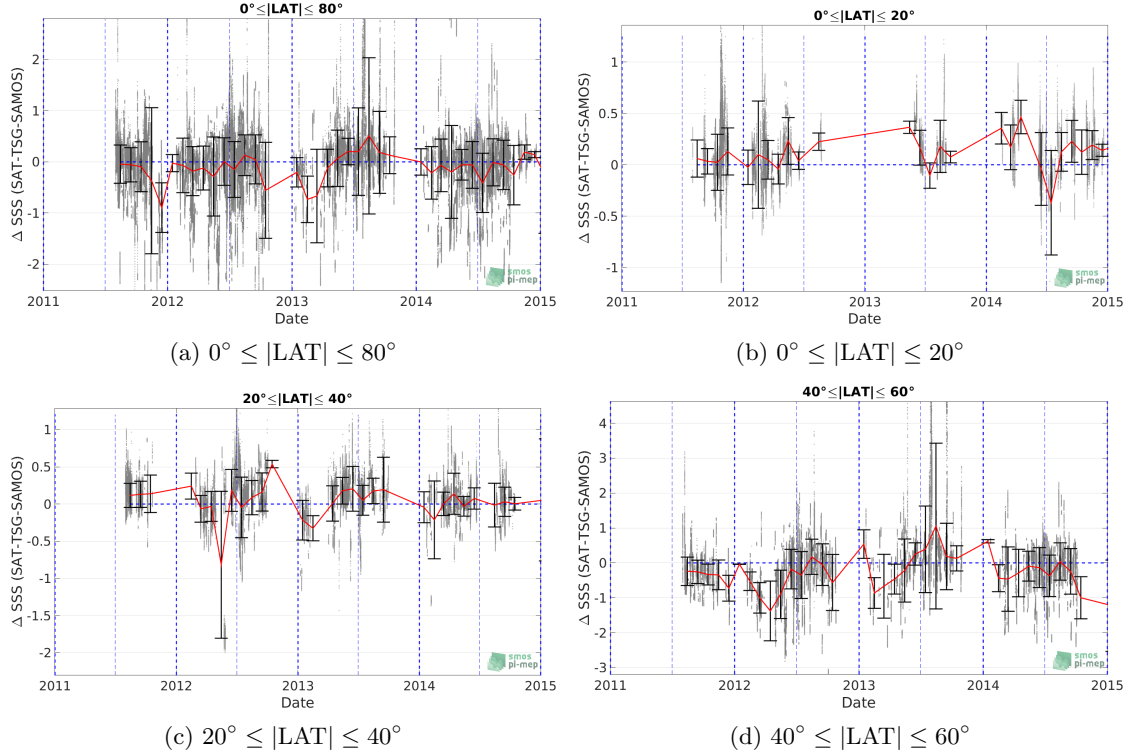 0°≤|LAT|≤ 80°
Δ SSS (SAT-TSG-SAMOS)
2
1
0
-1
-2
smos
pi-mep
2011 2012 2013 2014 2015
Date
(a) 0° ≤ |LAT| ≤ 80°
0°≤|LAT|≤ 20°
Δ SSS (SAT-TSG-SAMOS)
1
0.5
0
-0.5
-1
smos
pi-mep
2011 2012 2013 2014 2015
Date
(b) 0° ≤ |LAT| ≤ 20°
20°≤|LAT|≤ 40°
Δ SSS (SAT-TSG-SAMOS)
1
0.5
0
-0.5
-1
-1.5
-2
smos
pi-mep
2011 2012 2013 2014 2015
Date
(c) 20° ≤ |LAT| ≤ 40°
40°≤|LAT|≤ 60°
Δ SSS (SAT-TSG-SAMOS)
4
3
2
1
0
-1
-2
-3
smos
pi-mep
2011 2012 2013 2014 2015
Date
(d) 40° ≤ |LAT| ≤ 60°